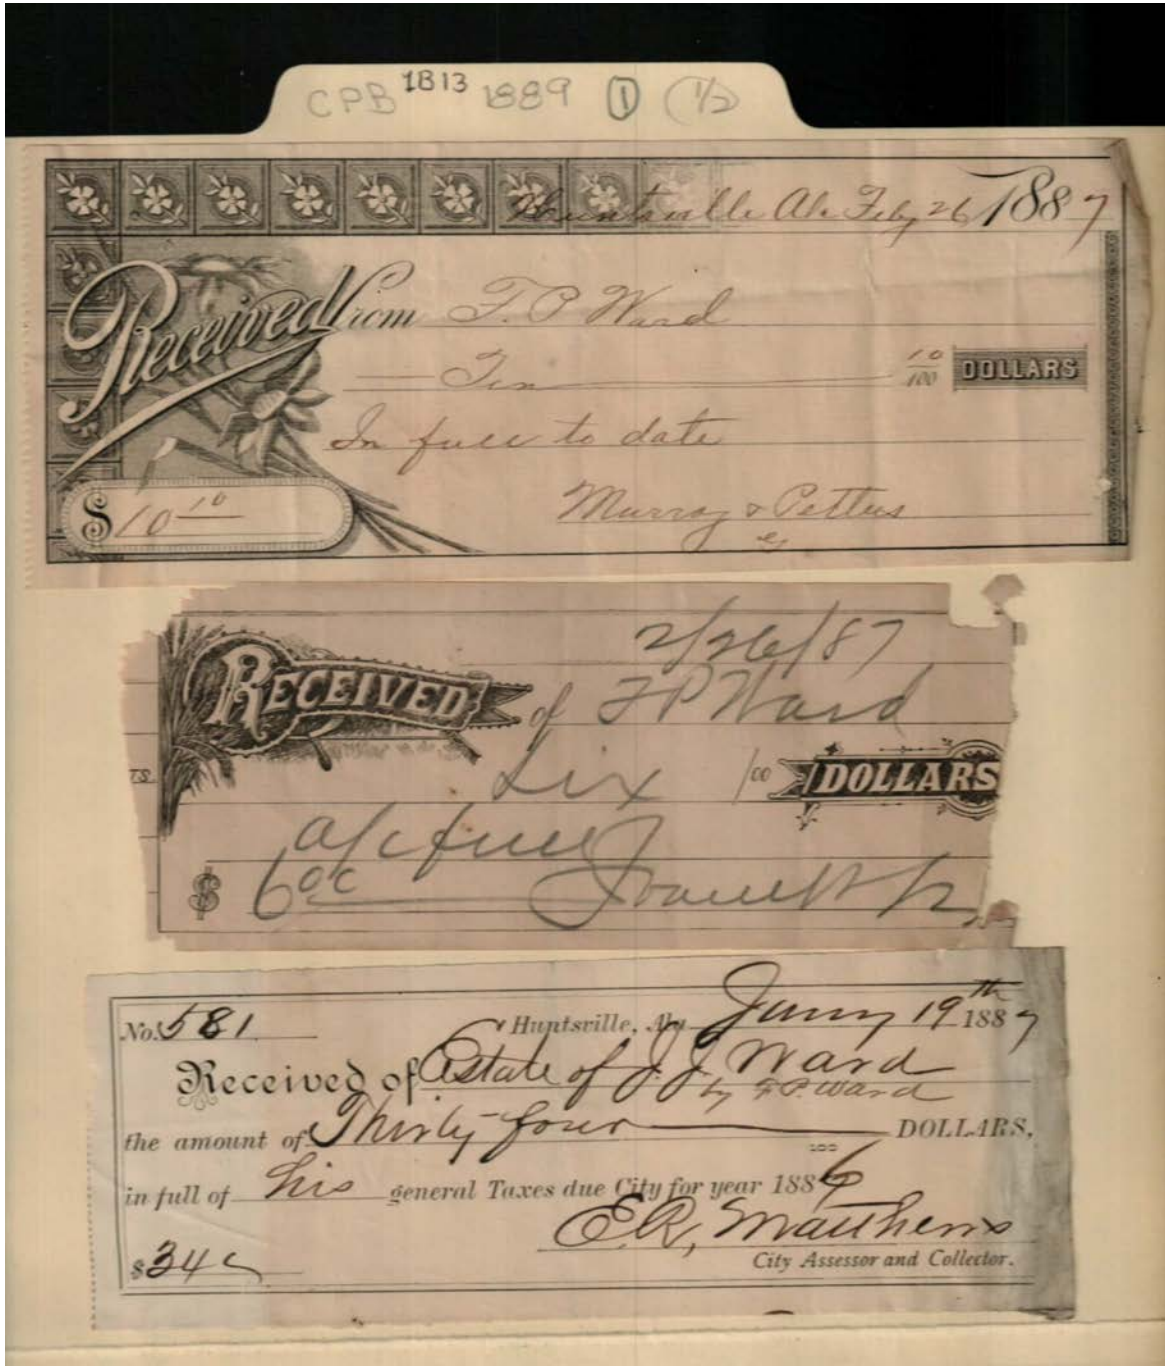 CPB 1813 1889 1 (1/2)
Huntsville Ala Feby 26 1887
Received from F. P Ward
Ten 10/100 DOLLARS
In full to date
$10 10
Murray & Pettus
2/26/87
RECEIVED of F P Ward
TS.
Six /00 DOLLARS
a/c full
$ 6 00
No. 581 Huntsville, Ala Jany 19th 1887
Received of Estate of J. J. Ward
by F. P. Ward
the amount of Thirty four DOLLARS,
in full of his general Taxes due City for year 1886
E. R, Matthews
City Assessor and Collector.
$34